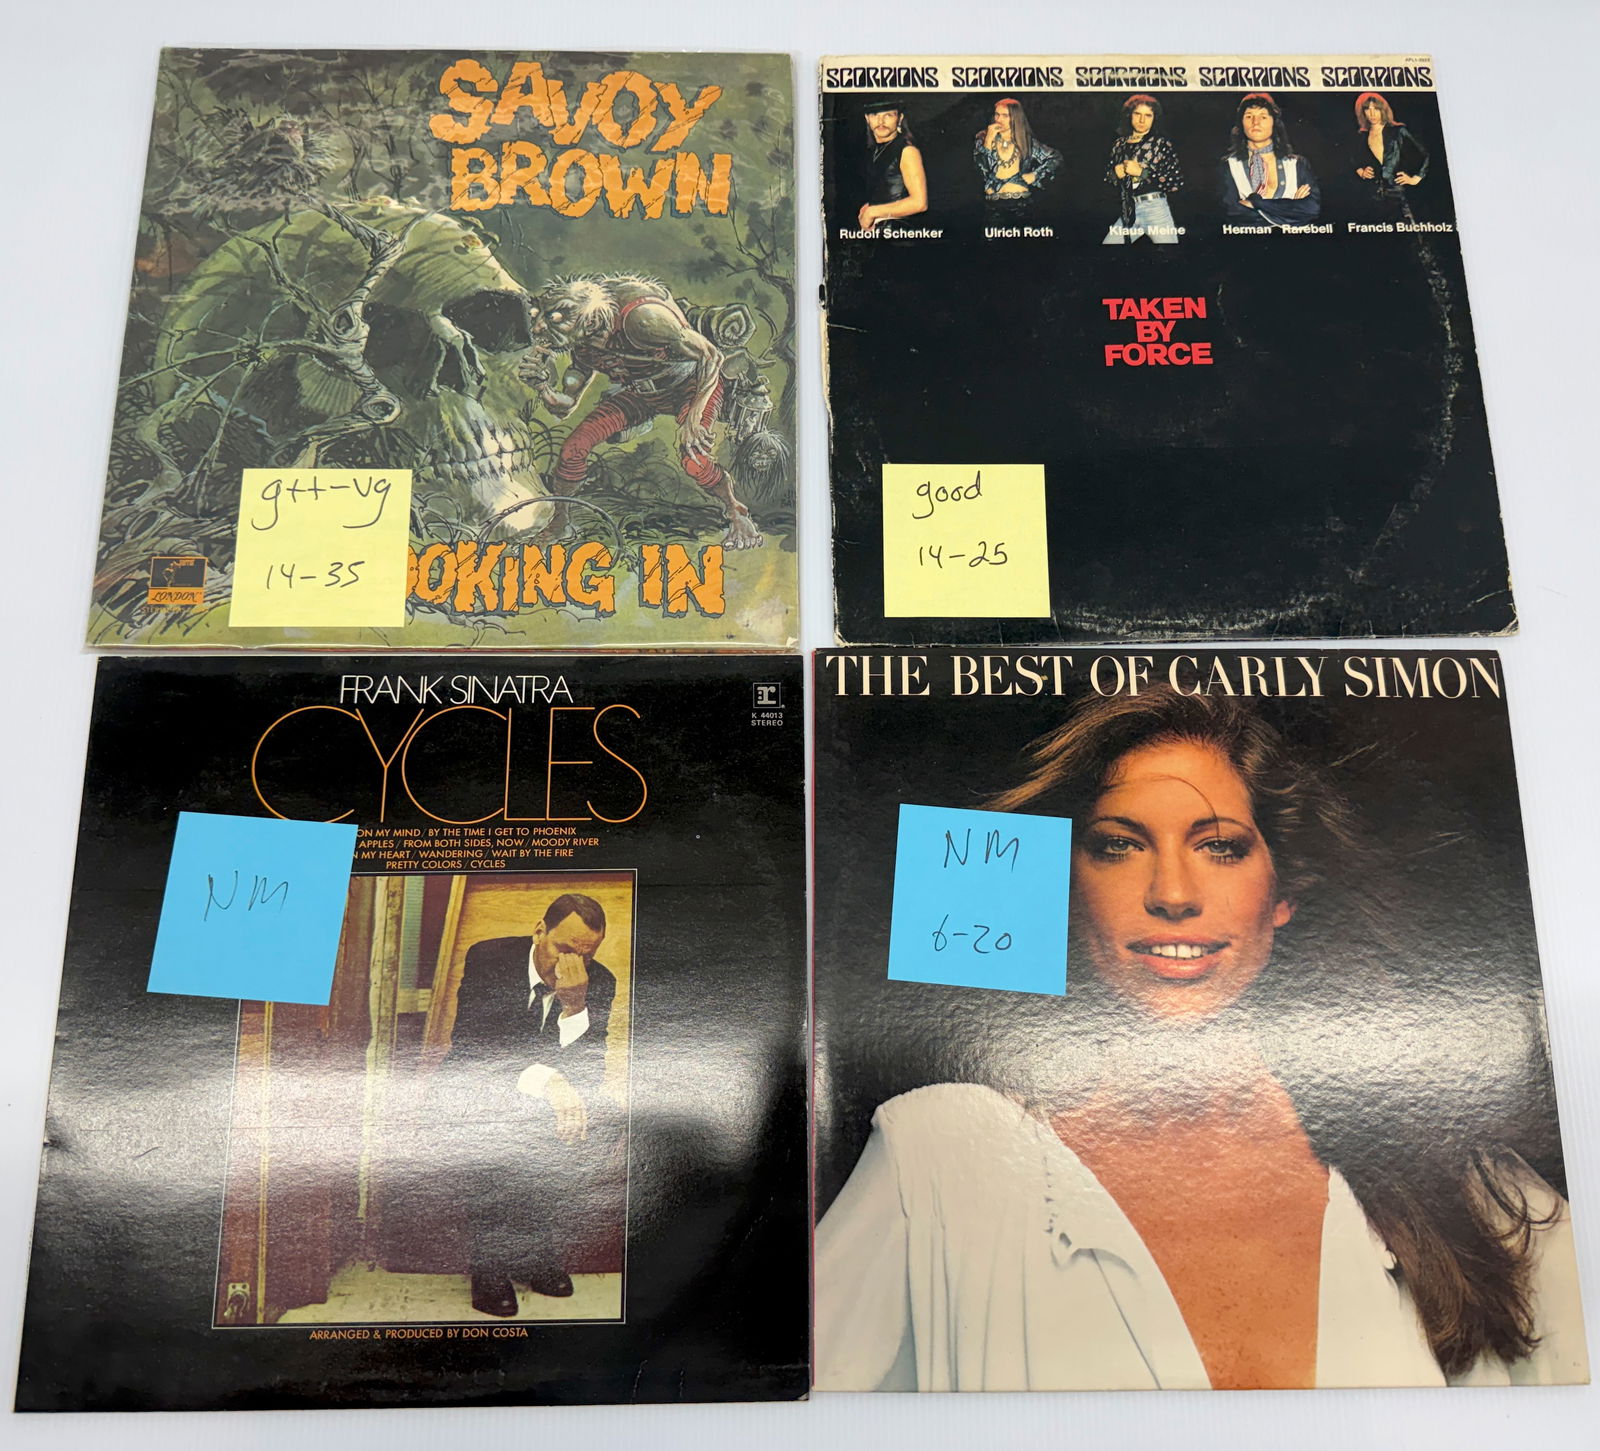 SAVOY
BROWN
g++-vg
14-35
OOKING IN
LONDON
SCORPIONS SCORPIONS SCORPIONS SCORPIONS SCORPIONS
Rudolf Schenker Ulrich Roth Klaus Meine Herman Rarebell Francis Buchholz
TAKEN
BY
FORCE
good
14-25
FRANK SINATRA
CYCLES
K 44013
STEREO
ON MY MIND / BY THE TIME I GET TO PHOENIX
APPLES / FROM BOTH SIDES, NOW / MOODY RIVER
MY HEART / WANDERING / WAIT BY THE FIRE
PRETTY COLORS / CYCLES
NM
ARRANGED & PRODUCED BY DON COSTA
THE BEST OF CARLY SIMON
NM
6-20